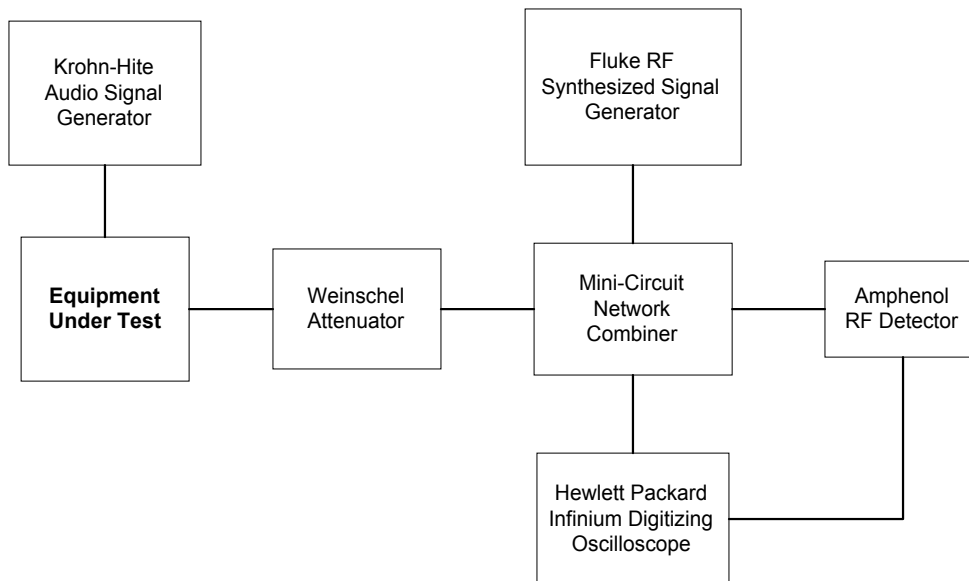 Krohn-Hite
Audio Signal
Generator
Fluke RF
Synthesized Signal
Generator
Equipment
Under Test
Weinschel
Attenuator
Mini-Circuit
Network
Combiner
Amphenol
RF Detector
Hewlett Packard
Infinium Digitizing
Oscilloscope